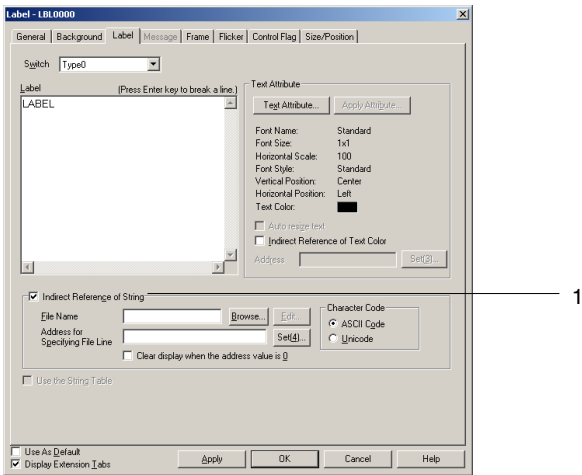 Label - LBL0000
General Background Label Message Frame Flicker Control Flag Size/Position
Switch Type0
Label (Press Enter key to break a line.)
LABEL
Text Attribute
Text Attribute... Apply Attribute...
Font Name: Standard
Font Size: 1x1
Horizontal Scale: 100
Font Style: Standard
Vertical Position: Center
Horizontal Position: Left
Text Color:
Auto resize text
Indirect Reference of Text Color
Address Set(3)...
Indirect Reference of String
1
File Name Browse... Edit...
Address for
Specifying File Line Set(4)...
Clear display when the address value is 0
Character Code
ASCII Code
Unicode
Use the String Table
Use As Default
Display Extension Tabs
Apply OK Cancel Help